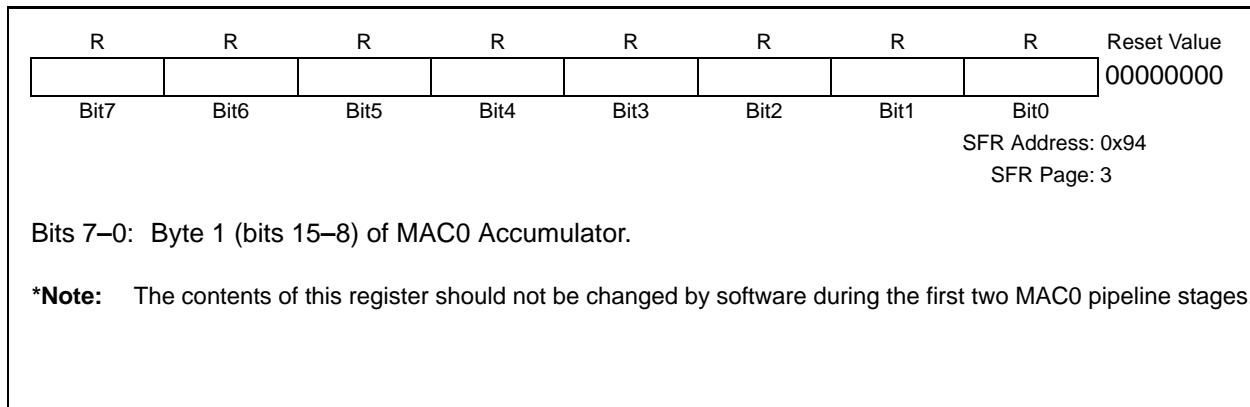 R R R R R R R R Reset Value
00000000
Bit7 Bit6 Bit5 Bit4 Bit3 Bit2 Bit1 Bit0
SFR Address: 0x94
SFR Page: 3
Bits 7–0: Byte 1 (bits 15–8) of MAC0 Accumulator.
*Note: The contents of this register should not be changed by software during the first two MAC0 pipeline stages.